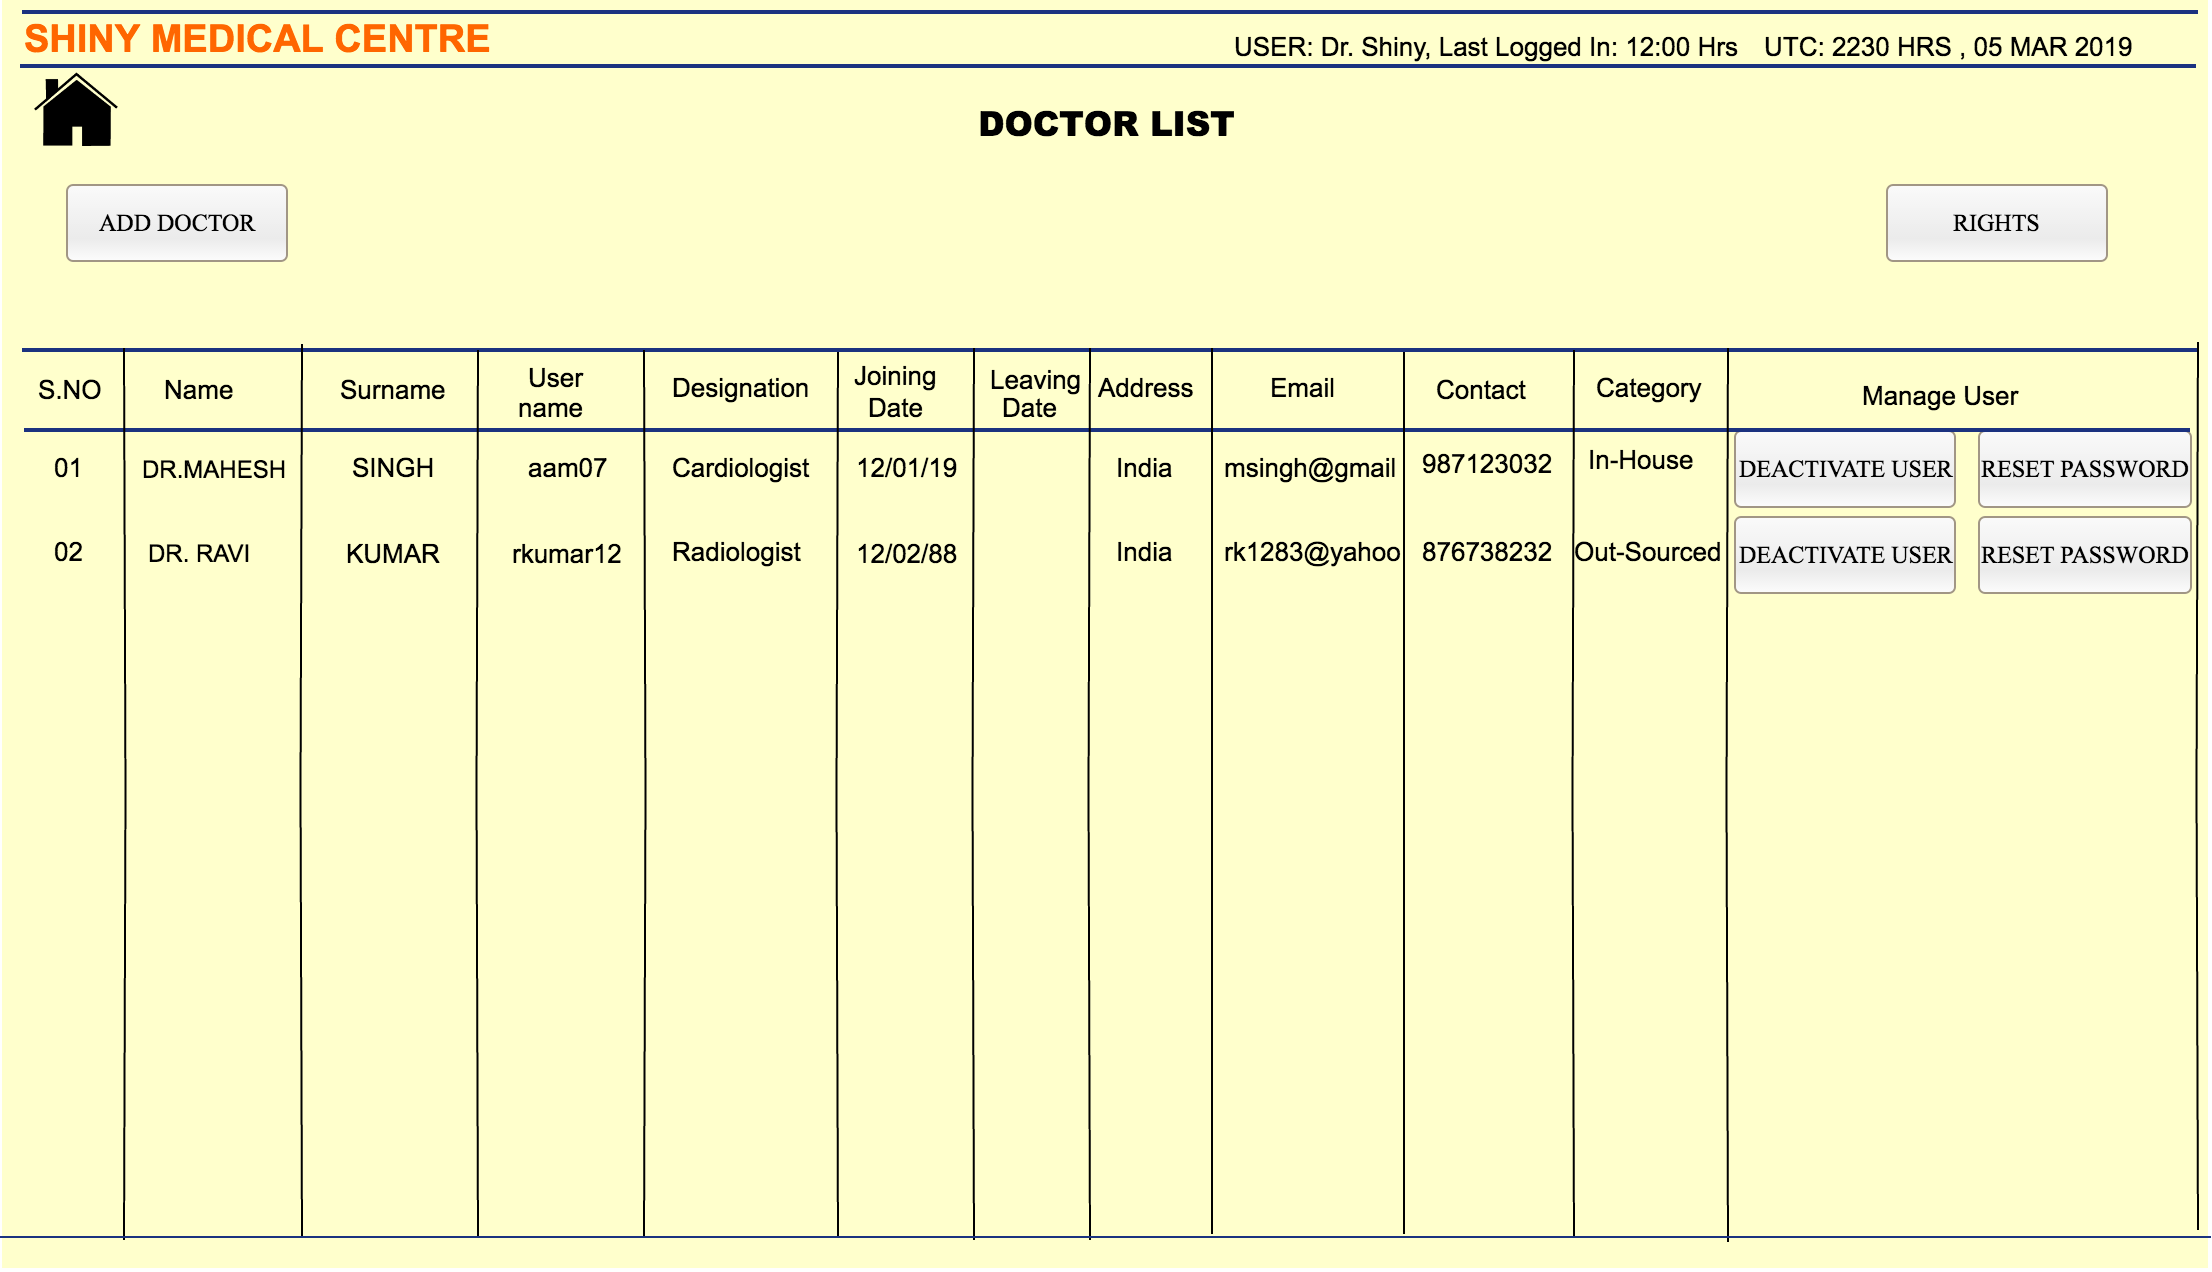 SHINY MEDICAL CENTRE
USER: Dr. Shiny, Last Logged In: 12:00 Hrs UTC: 2230 HRS , 05 MAR 2019
DOCTOR LIST
ADD DOCTOR
RIGHTS
S.NO Name Surname User name Designation Joining Date Leaving Date Address Email Contact Category Manage User
01 DR.MAHESH SINGH aam07 Cardiologist 12/01/19 India msingh@gmail 987123032 In-House DEACTIVATE USER RESET PASSWORD
02 DR. RAVI KUMAR rkumar12 Radiologist 12/02/88 India rk1283@yahoo 876738232 Out-Sourced DEACTIVATE USER RESET PASSWORD